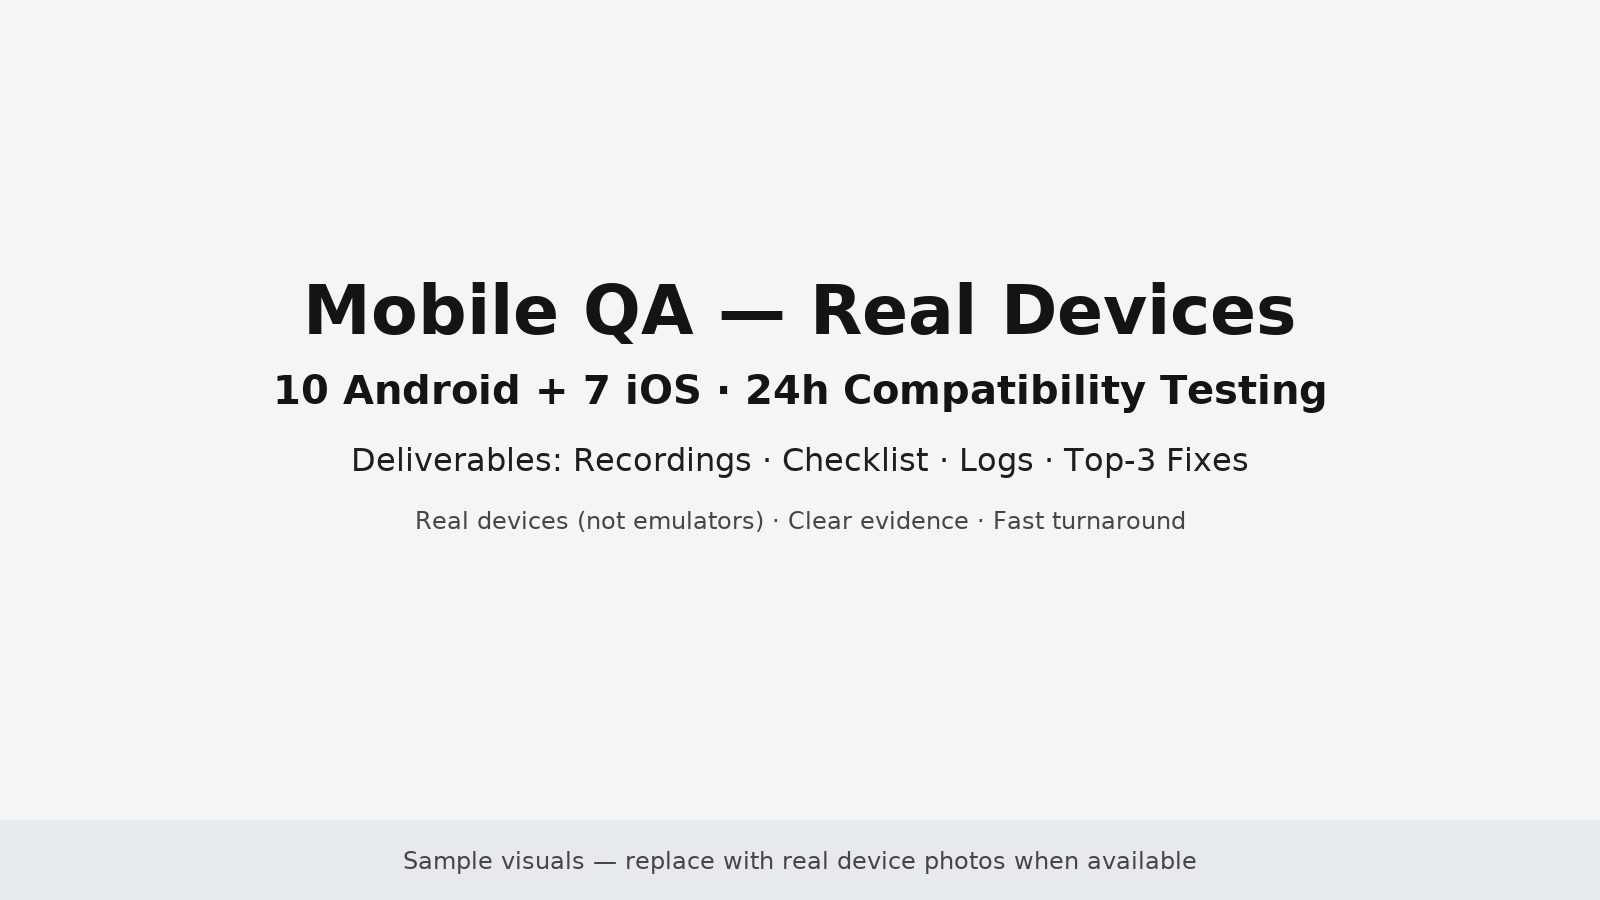 Mobile QA — Real Devices
10 Android + 7 iOS · 24h Compatibility Testing
Deliverables: Recordings · Checklist · Logs · Top-3 Fixes
Real devices (not emulators) · Clear evidence · Fast turnaround
Sample visuals — replace with real device photos when available